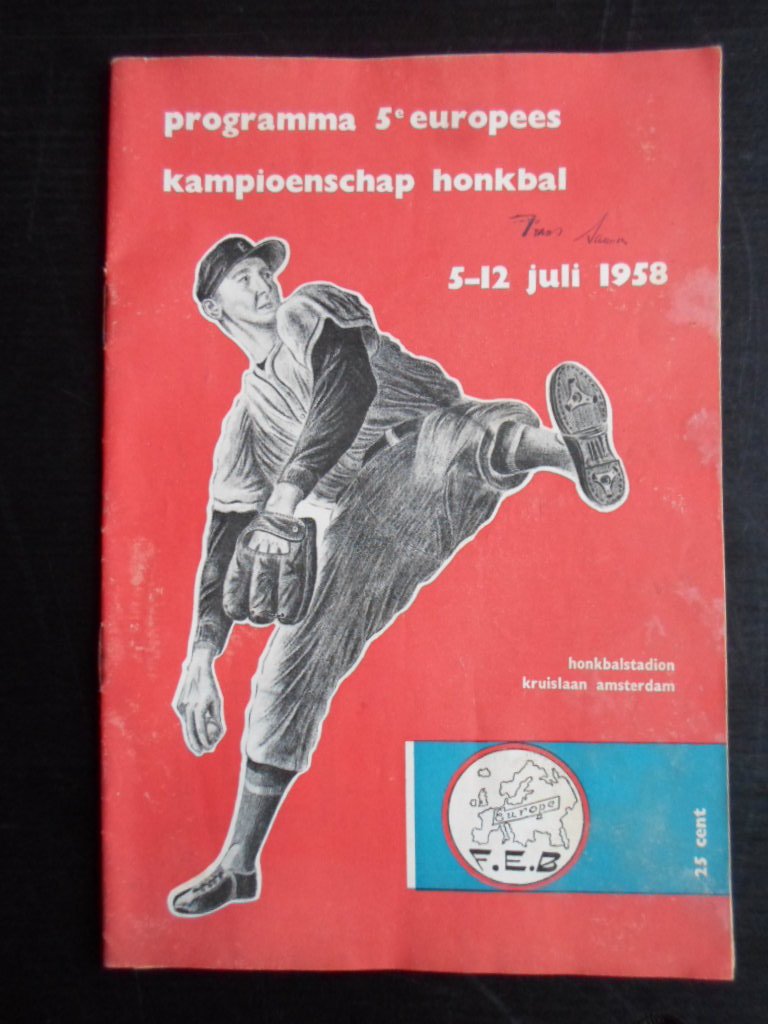 programma 5e europees
kampioenschap honkbal
5-12 juli 1958
honkbalstadion
kruislaan amsterdam
Europe
F.E.B
25 cent